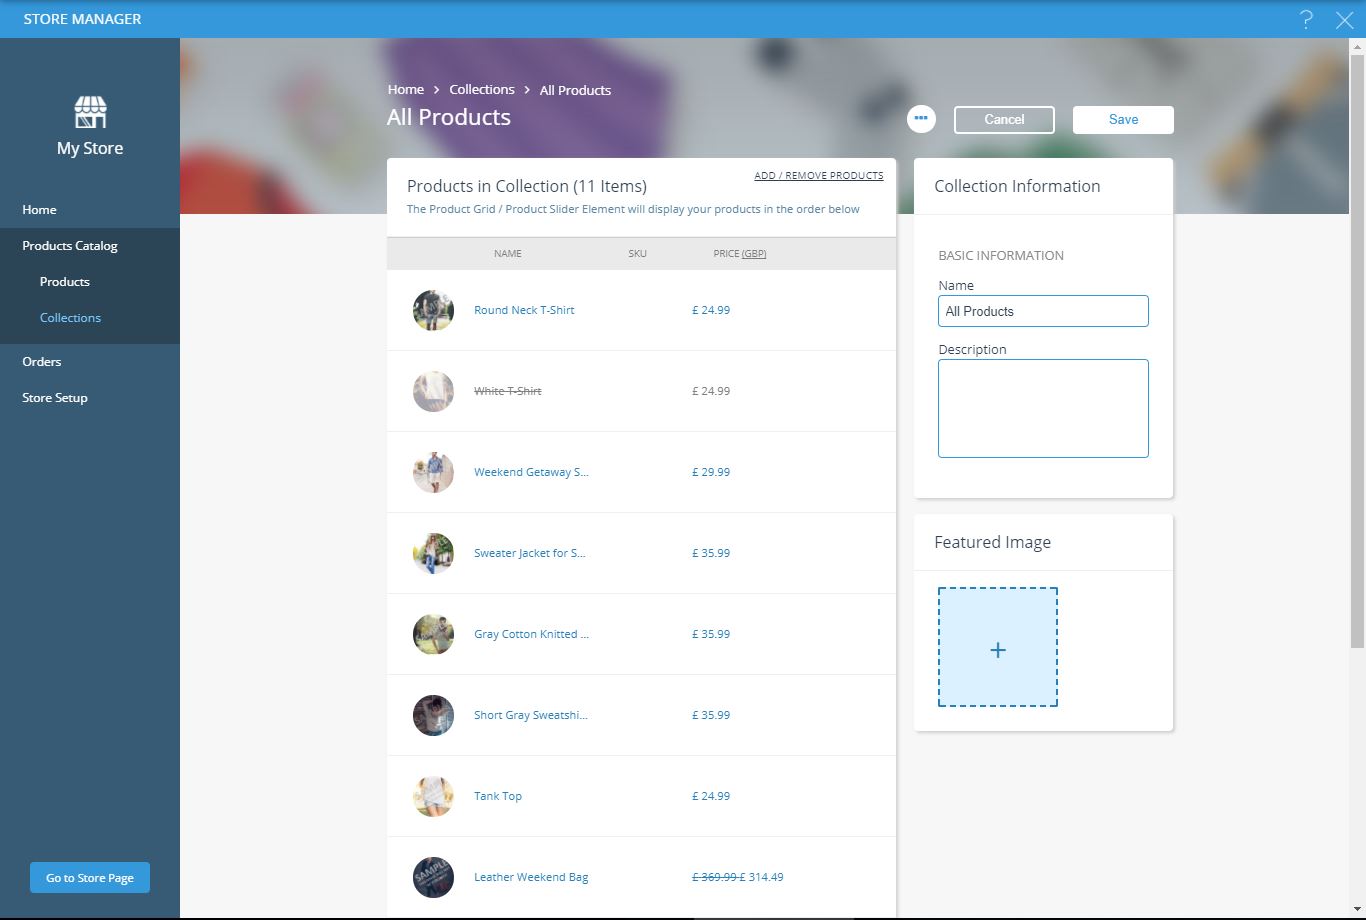 STORE MANAGER
?
My Store
Home
Products Catalog
Products
Collections
Orders
Store Setup
Go to Store Page
Home > Collections > All Products
All Products
Cancel
Save
Products in Collection (11 Items)
ADD / REMOVE PRODUCTS
The Product Grid / Product Slider Element will display your products in the order below
NAME SKU PRICE (GBP)
Round Neck T-Shirt £ 24.99
White T-Shirt £ 24.99
Weekend Getaway S... £ 29.99
Sweater Jacket for S... £ 35.99
Gray Cotton Knitted ... £ 35.99
Short Gray Sweatshi... £ 35.99
Tank Top £ 24.99
SAMPLE
Leather Weekend Bag £ 369.99 £ 314.49
Collection Information
BASIC INFORMATION
Name
All Products
Description
Featured Image
+